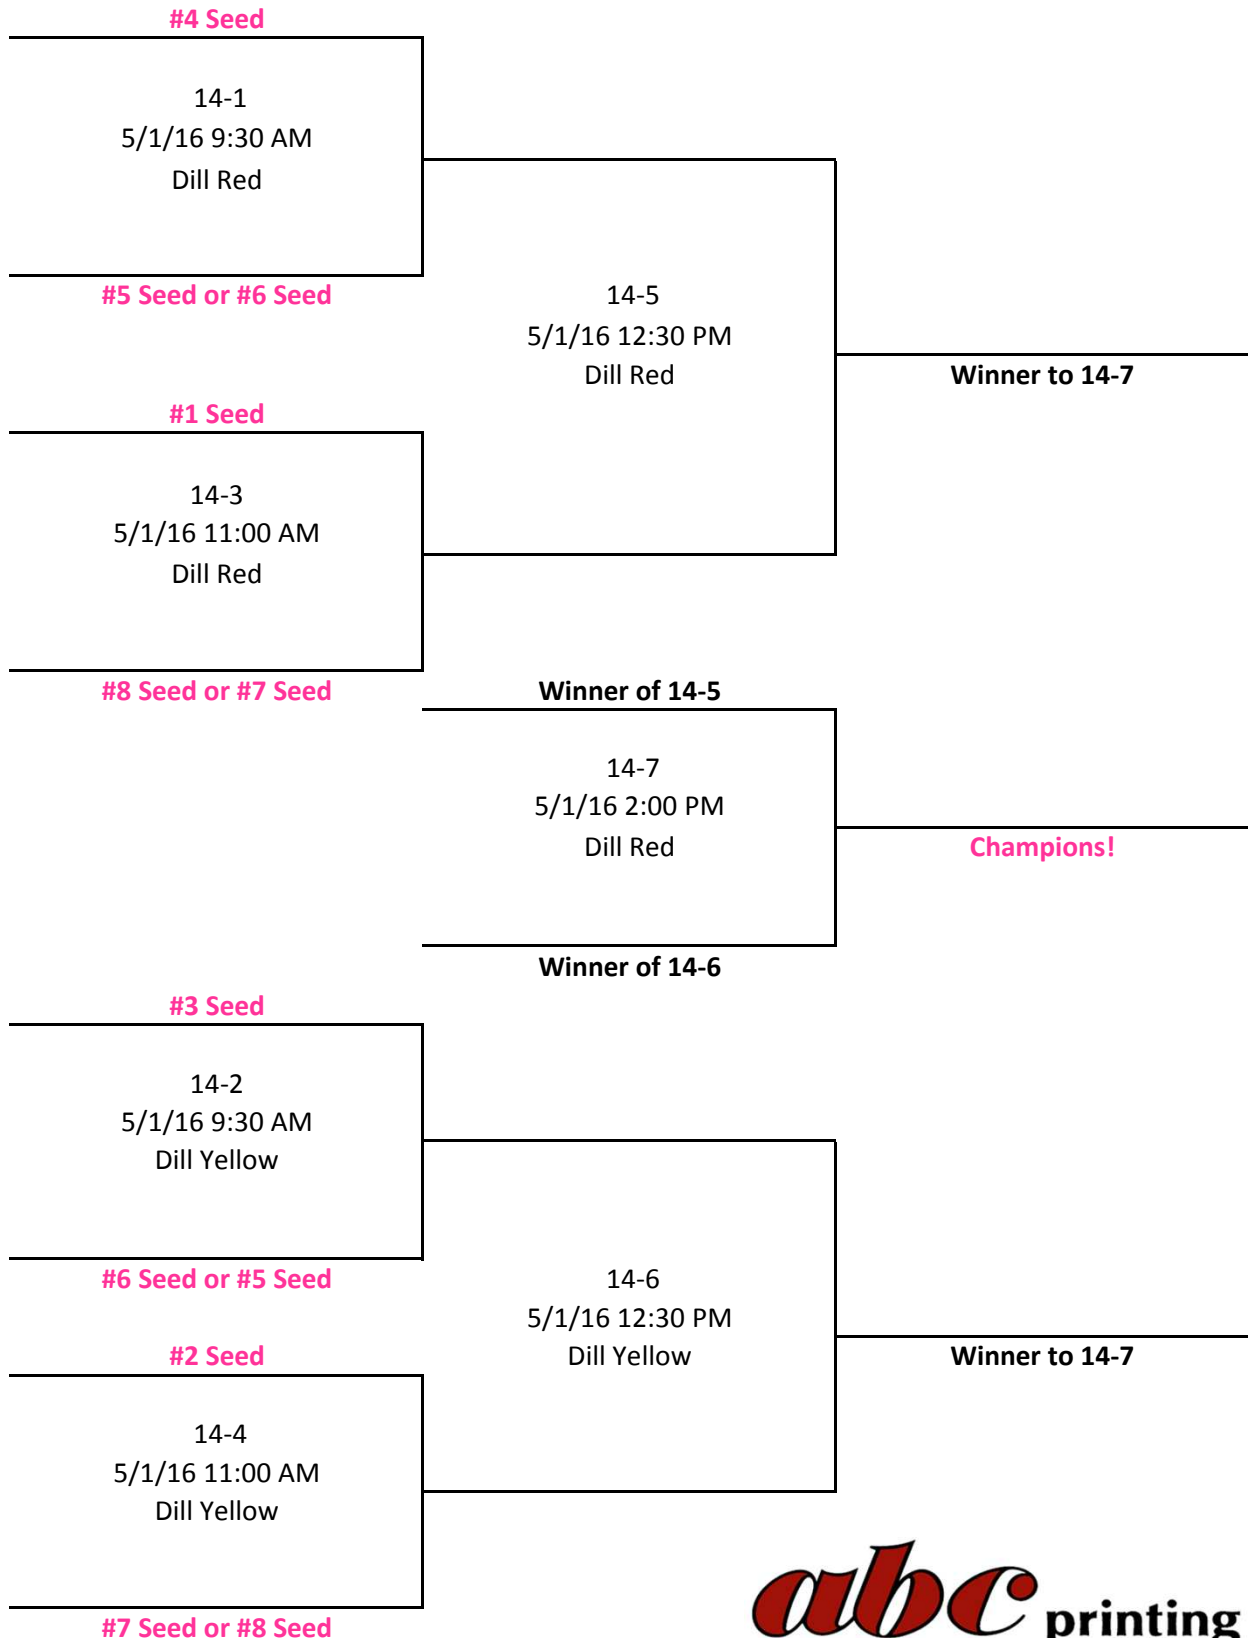 #4 Seed
14-1
5/1/16 9:30 AM
Dill Red
#5 Seed or #6 Seed
14-5
5/1/16 12:30 PM
Dill Red
Winner to 14-7
#1 Seed
14-3
5/1/16 11:00 AM
Dill Red
#8 Seed or #7 Seed
Winner of 14-5
14-7
5/1/16 2:00 PM
Dill Red
Champions!
Winner of 14-6
#3 Seed
14-2
5/1/16 9:30 AM
Dill Yellow
#6 Seed or #5 Seed
14-6
5/1/16 12:30 PM
Dill Yellow
Winner to 14-7
#2 Seed
14-4
5/1/16 11:00 AM
Dill Yellow
#7 Seed or #8 Seed
abc printing